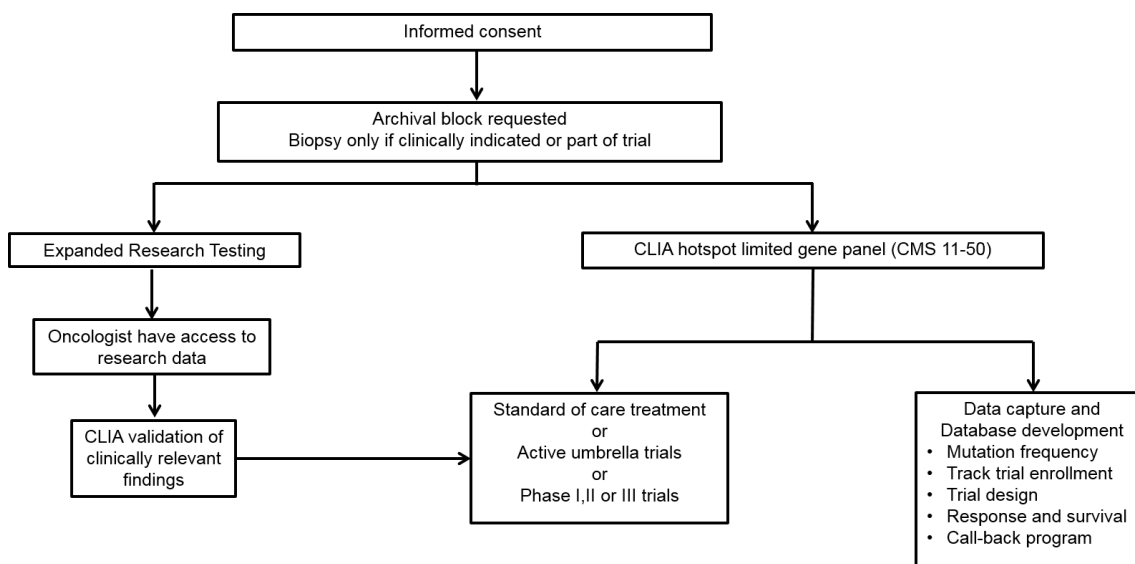 Informed consent
Archival block requested
Biopsy only if clinically indicated or part of trial
Expanded Research Testing
CLIA hotspot limited gene panel (CMS 11-50)
Oncologist have access to
research data
CLIA validation of
clinically relevant
findings
Standard of care treatment
or
Active umbrella trials
or
Phase I,II or III trials
Data capture and
Database development
• Mutation frequency
• Track trial enrollment
• Trial design
• Response and survival
• Call-back program